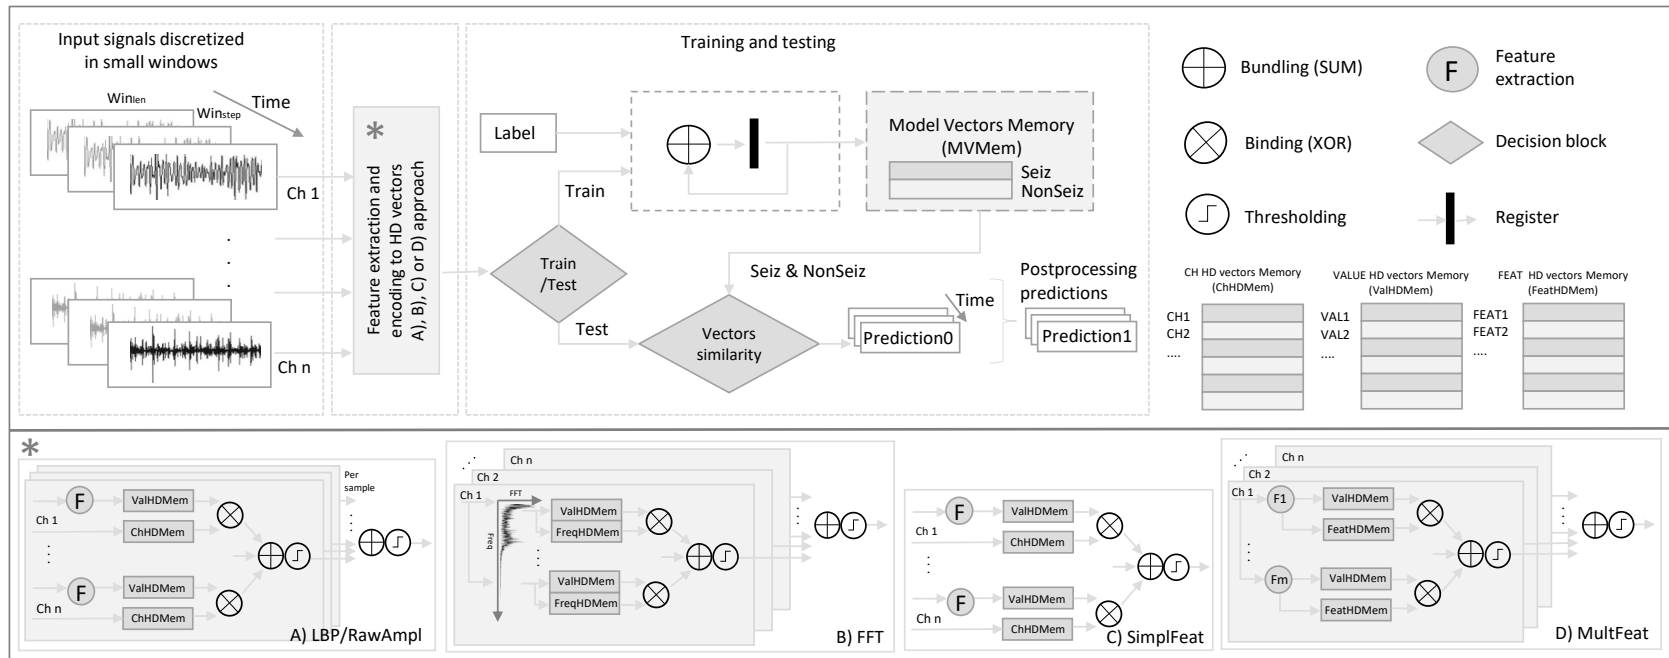 Input signals discretized
in small windows
Winlen
Winstep
Time
Ch 1
.
.
.
.
Ch n
*
Feature extraction and
encoding to HD vectors
A), B), C) or D) approach
Training and testing
Label
Train
Train
/Test
Test
Model Vectors Memory
(MVMem)
Seiz
NonSeiz
Seiz & NonSeiz
Vectors
similarity
Time
Prediction0
Postprocessing
predictions
Prediction1
Bundling (SUM)
F
Feature
extraction
Binding (XOR)
Decision block
Thresholding
Register
CH HD vectors Memory
(ChHDMem)
CH1
CH2
....
VALUE HD vectors Memory
(ValHDMem)
VAL1
VAL2
....
FEAT HD vectors Memory
(FeatHDMem)
FEAT1
FEAT2
....
*
F
ValHDMem
Ch 1
ChHDMem
F
ValHDMem
Ch n
ChHDMem
Per
sample
A) LBP/RawAmpl
Ch n
Ch 2
Ch 1
FFT
Freq
ValHDMem
FreqHDMem
ValHDMem
FreqHDMem
B) FFT
F
ValHDMem
Ch 1
ChHDMem
F
ValHDMem
Ch n
ChHDMem
C) SimplFeat
Ch n
Ch 2
Ch 1
F1
ValHDMem
FeatHDMem
Fm
ValHDMem
FeatHDMem
D) MultFeat